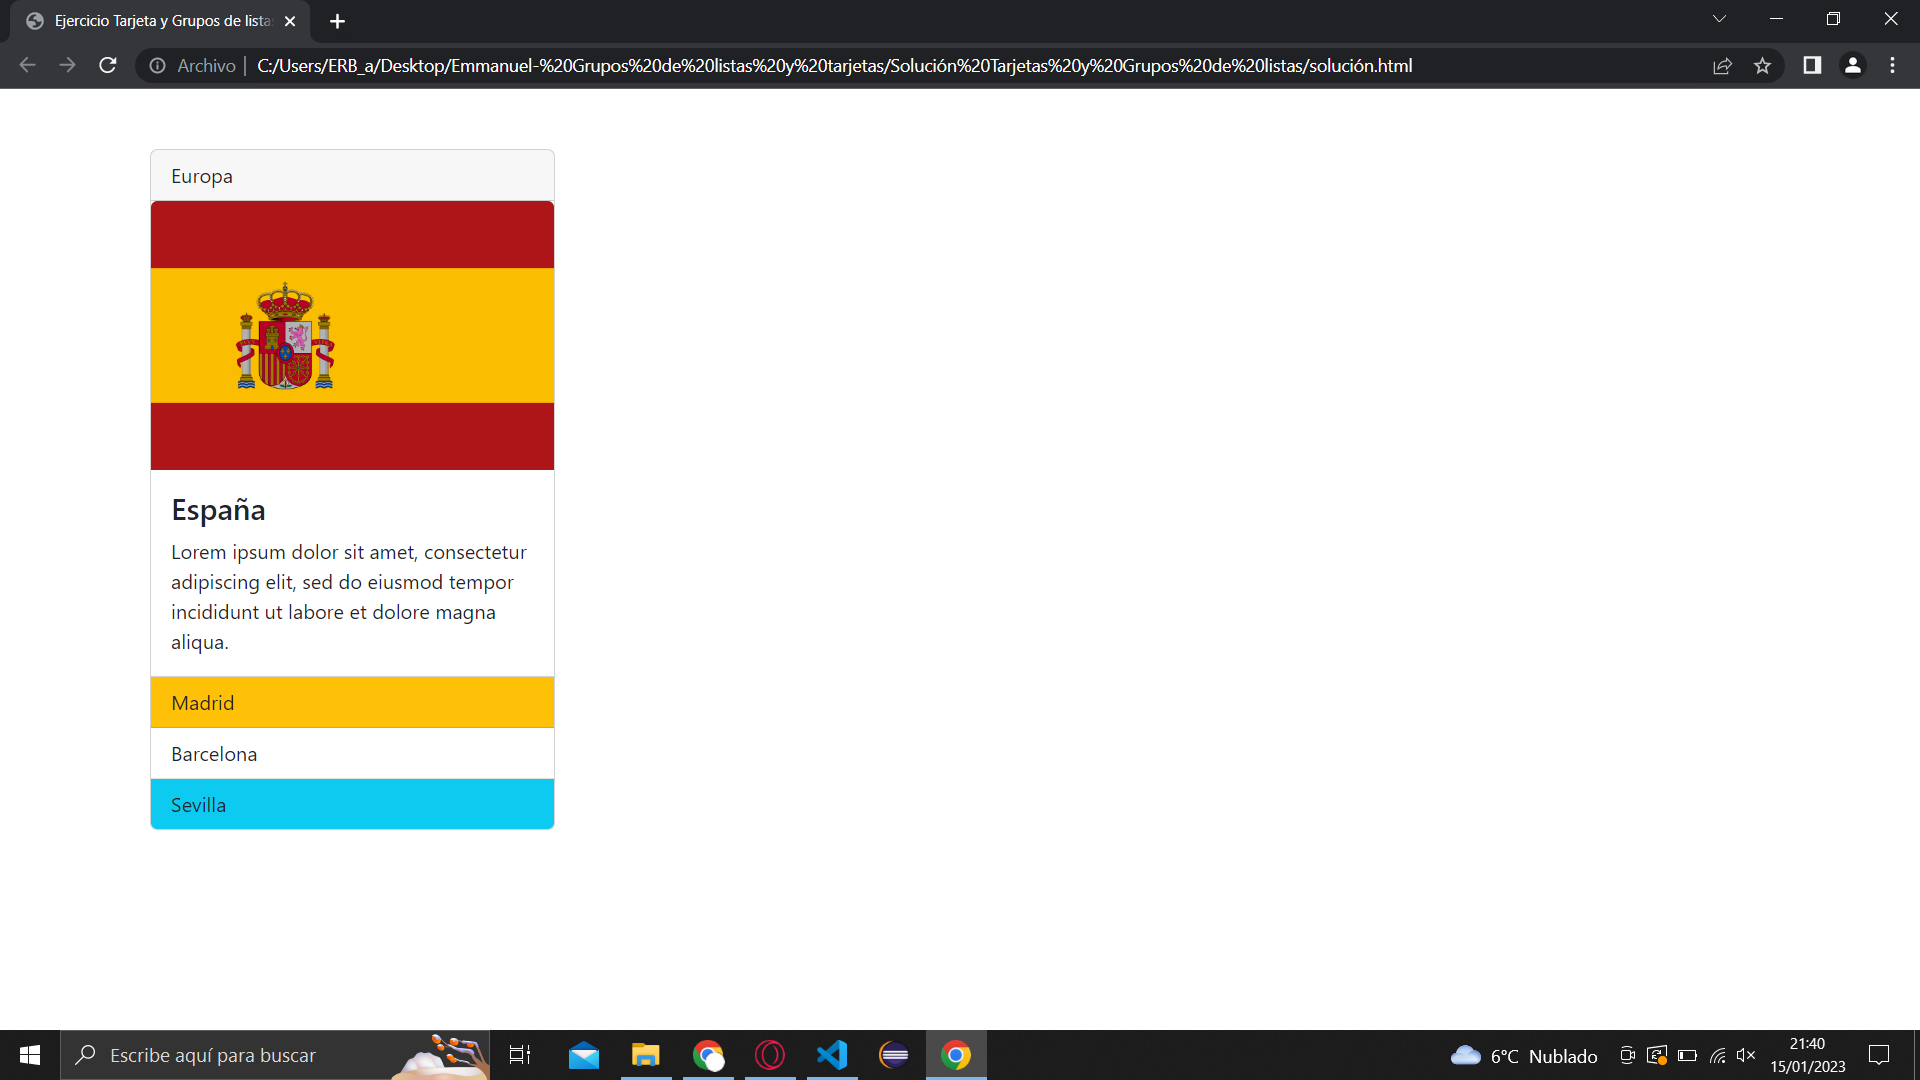 Ejercicio Tarjeta y Grupos de lista
Archivo | C:/Users/ERB_a/Desktop/Emmanuel-%20Grupos%20de%20listas%20y%20tarjetas/Solución%20Tarjetas%20y%20Grupos%20de%20listas/solución.html
Europa
España
Lorem ipsum dolor sit amet, consectetur
adipiscing elit, sed do eiusmod tempor
incididunt ut labore et dolore magna
aliqua.
Madrid
Barcelona
Sevilla
Escribe aquí para buscar
6°C Nublado
21:40
15/01/2023